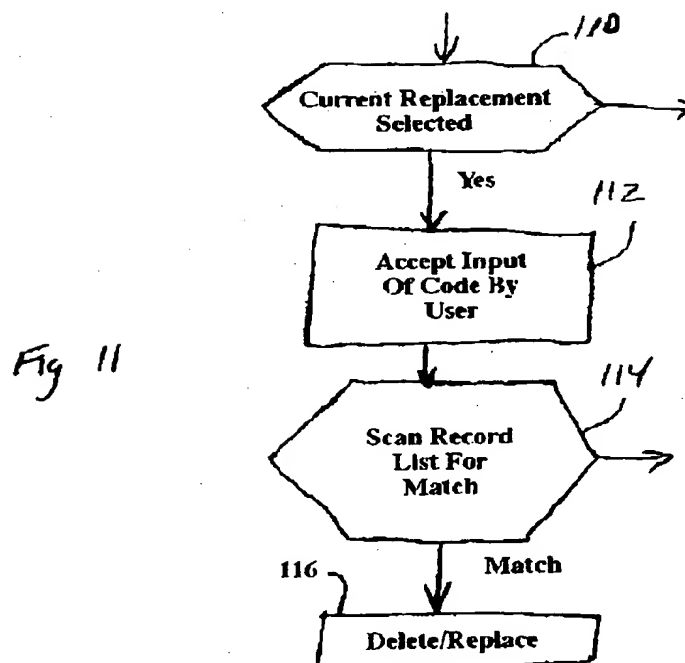 110
Current Replacement
Selected
Yes
112
Accept Input
Of Code By
User
Fig 11
114
Scan Record
List For
Match
116
Match
Delete/Replace